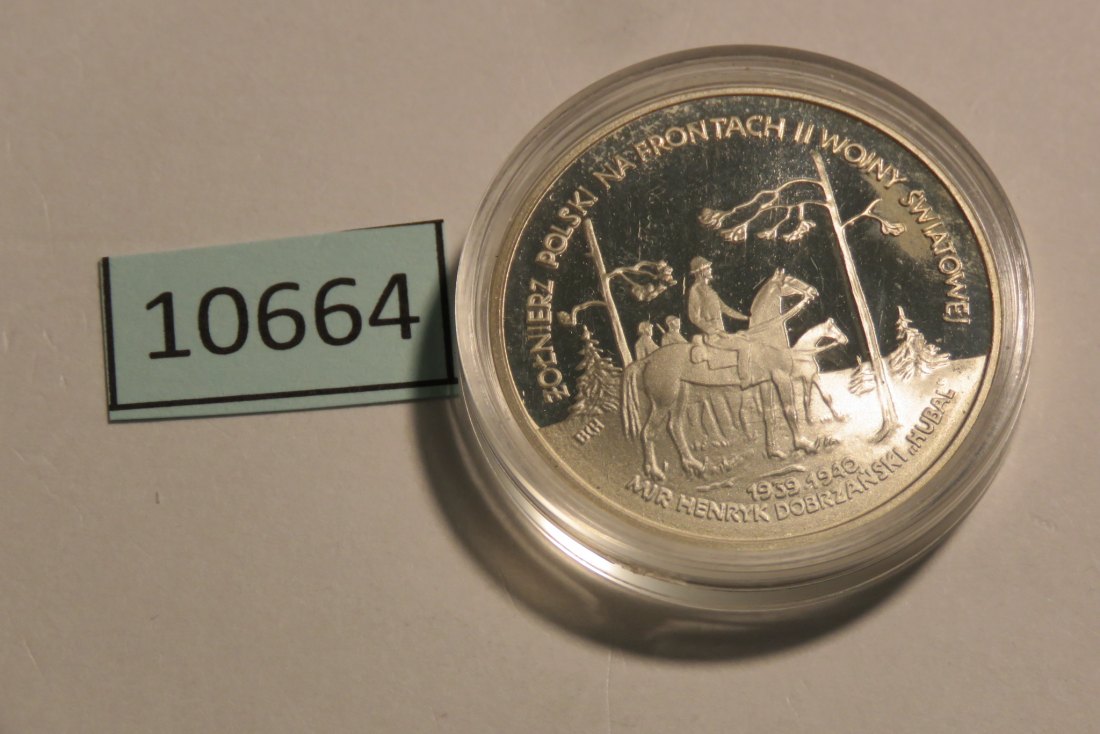 10664
ŻOŁNIERZ POLSKI NA FRONTACH II WOJNY ŚWIATOWEJ
1939.1940
MJR HENRYK DOBRZAŃSKI „HUBAL”